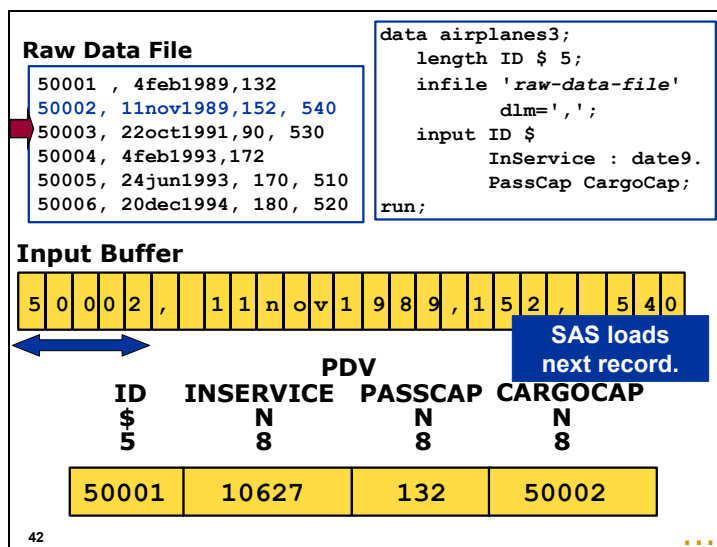 Raw Data File
50001 , 4feb1989,132
50002, 11nov1989,152, 540
50003, 22oct1991,90, 530
50004, 4feb1993,172
50005, 24jun1993, 170, 510
50006, 20dec1994, 180, 520
data airplanes3;
length ID $ 5;
infile 'raw-data-file'
dlm=',';
input ID $
InService : date9.
PassCap CargoCap;
run;
Input Buffer
5 0 0 0 2 , 1 1 n o v 1 9 8 9 , 1 5 2 , 5 4 0
SAS loads
next record.
PDV
ID INSERVICE PASSCAP CARGOCAP
$ N N N
5 8 8 8
50001 10627 132 50002
42
...